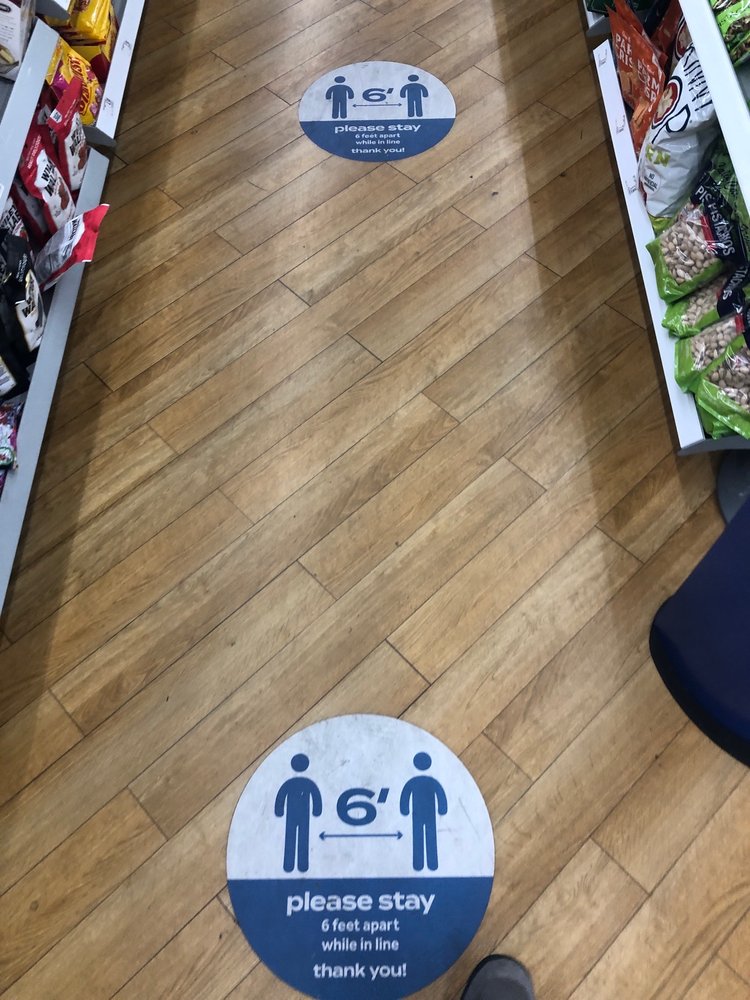 6'
please stay
6 feet apart
while in line
thank you!
6'
please stay
6 feet apart
while in line
thank you!
PISTACHIOS